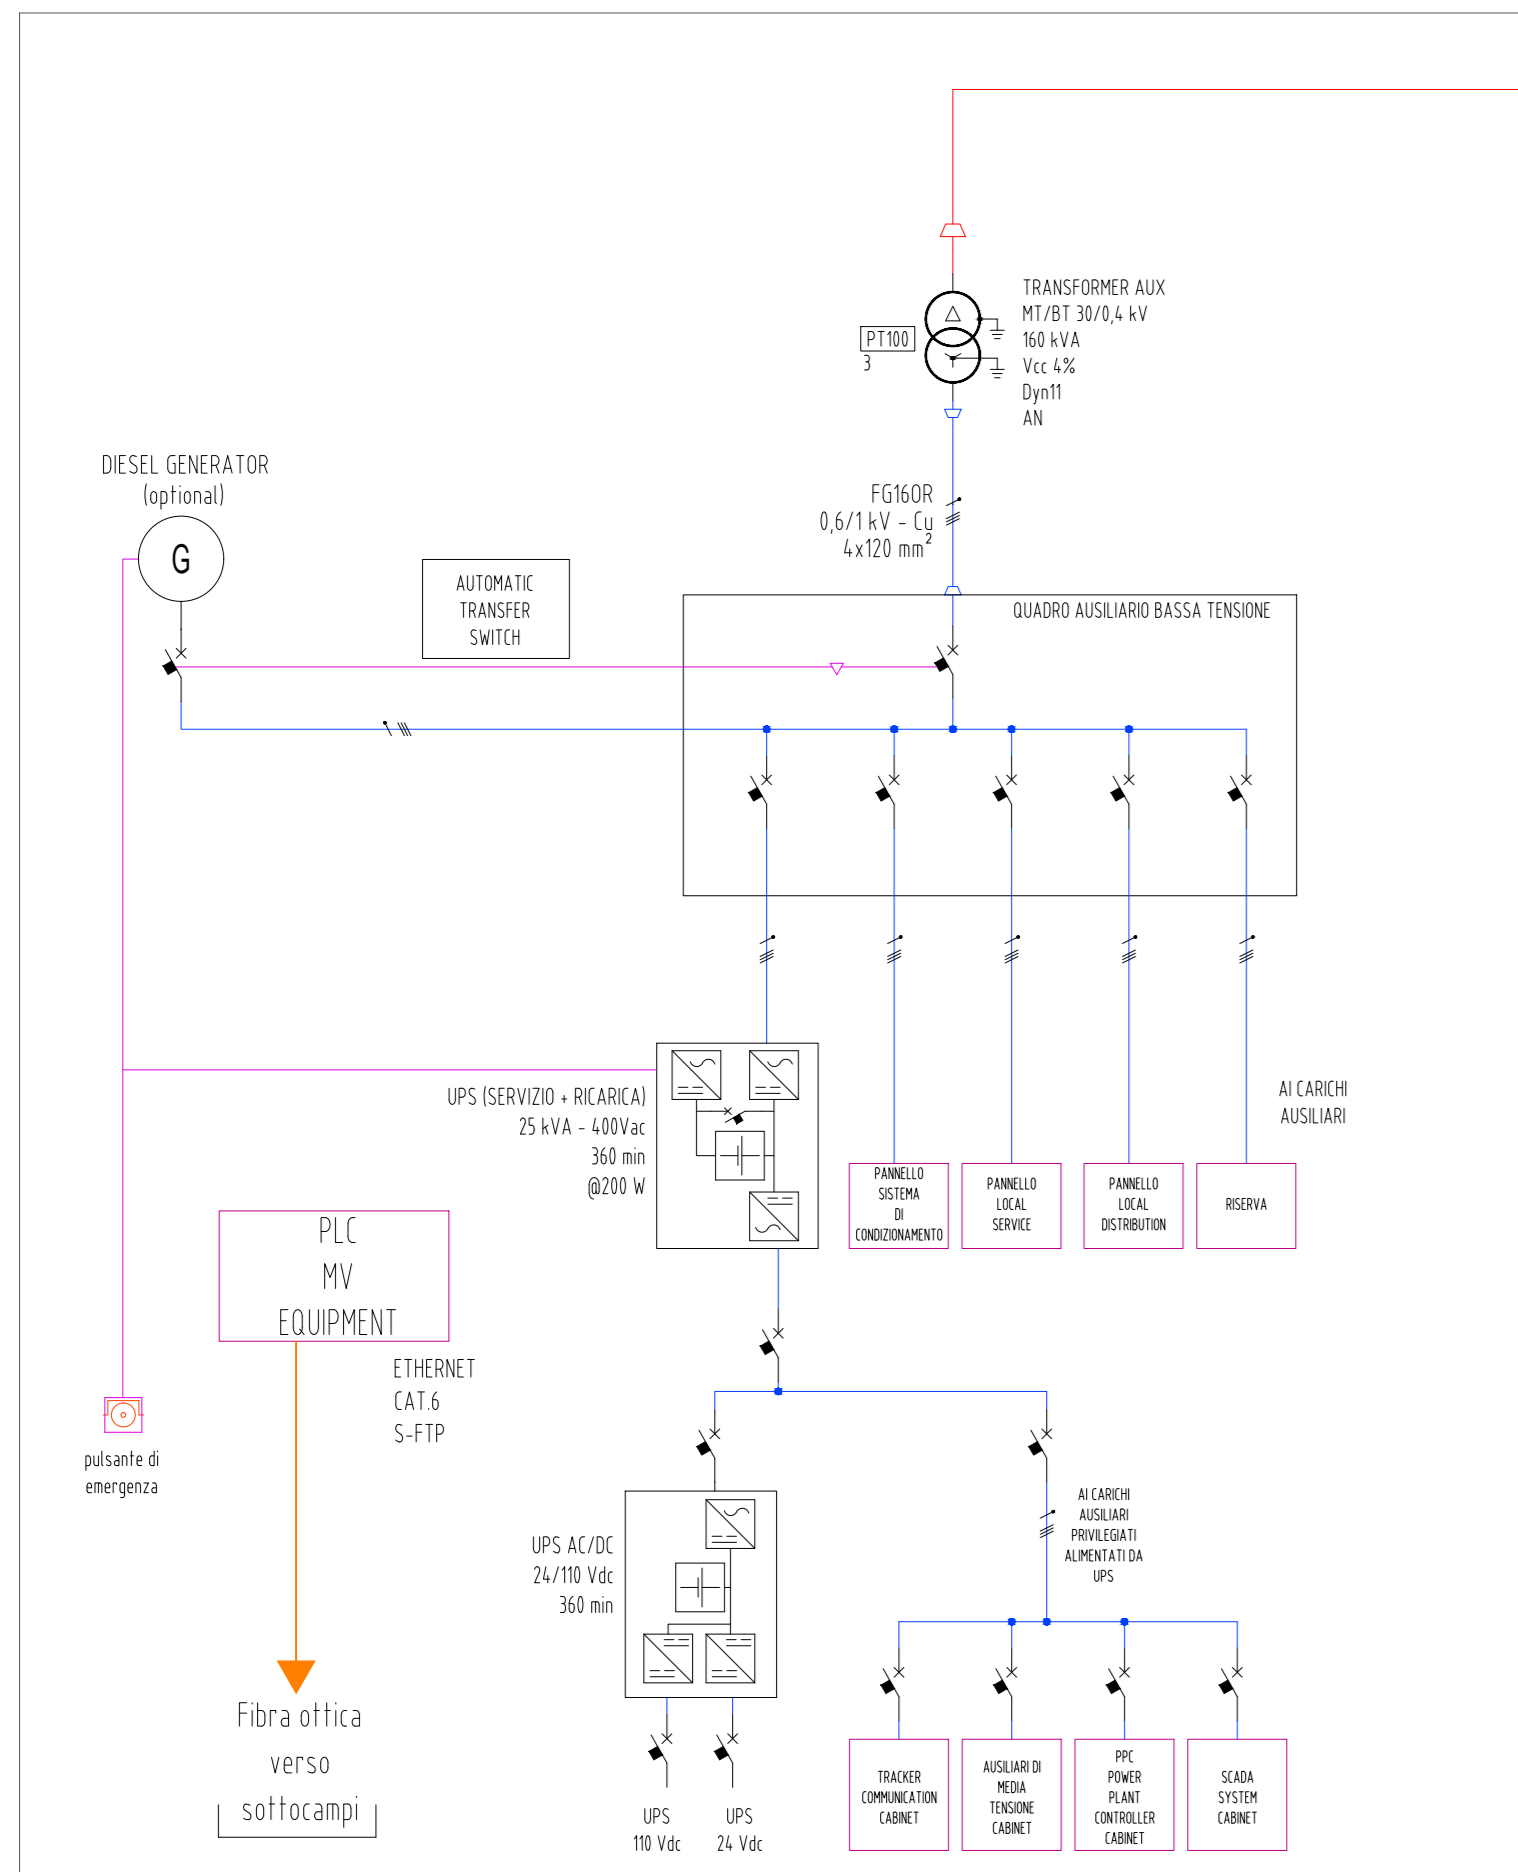 TRANSFORMER AUX
MT/BT 30/0,4 kV
160 kVA
Vcc 4%
Dyn11
AN
PT100
3
DIESEL GENERATOR
(optional)
G
FG16OR
0,6/1 kV - Cu
4x120 mm²
AUTOMATIC
TRANSFER
SWITCH
QUADRO AUSILIARIO BASSA TENSIONE
UPS (SERVIZIO + RICARICA)
25 kVA - 400Vac
360 min
@200 W
AI CARICHI
AUSILIARI
PANNELLO
SISTEMA
DI
CONDIZIONAMENTO
PANNELLO
LOCAL
SERVICE
PANNELLO
LOCAL
DISTRIBUTION
RISERVA
PLC
MV
EQUIPMENT
ETHERNET
CAT.6
S-FTP
pulsante di
emergenza
UPS AC/DC
24/110 Vdc
360 min
AI CARICHI
AUSILIARI
PRIVILEGIATI
ALIMENTATI DA
UPS
Fibra ottica
verso
sottocampi
UPS
110 Vdc
UPS
24 Vdc
TRACKER
COMMUNICATION
CABINET
AUSILIARI DI
MEDIA
TENSIONE
CABINET
PPC
POWER
PLANT
CONTROLLER
CABINET
SCADA
SYSTEM
CABINET